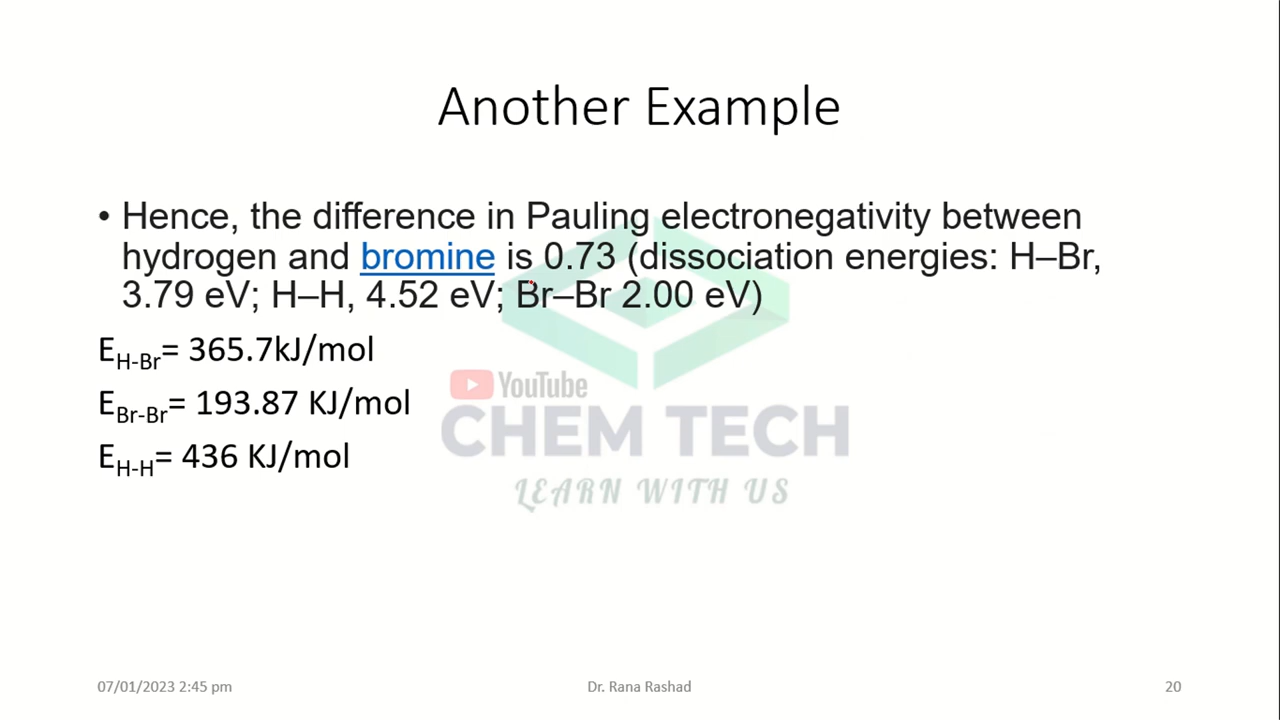 Another Example
• Hence, the difference in Pauling electronegativity between
hydrogen and bromine is 0.73 (dissociation energies: H–Br,
3.79 eV; H–H, 4.52 eV; Br–Br 2.00 eV)
EH-Br= 365.7kJ/mol
EBr-Br= 193.87 KJ/mol
EH-H= 436 KJ/mol
YouTube
CHEM TECH
LEARN WITH US
07/01/2023 2:45 pm
Dr. Rana Rashad
20